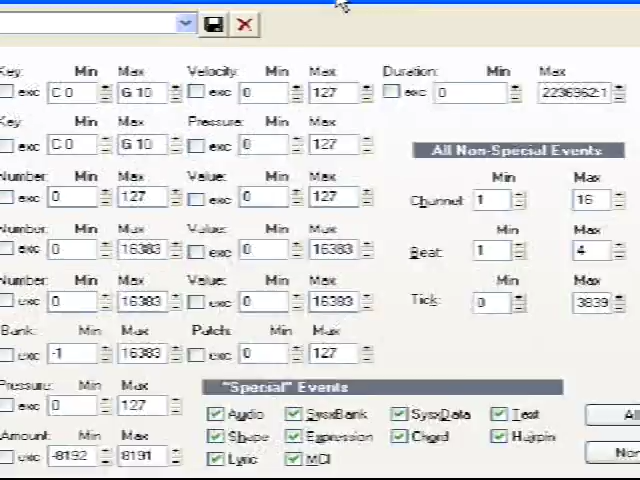 Key: Min Max Velocity: Min Max Duration: Min Max
exc C 0 G 10 exc 0 127 exc 0 2236962:1
Key: Min Max Pressure: Min Max
exc C 0 G 10 exc 0 127 All Non-Special Events
Number: Min Max Value: Min Max Min Max
exc 0 127 exc 0 127 Channel: 1 16
Number: Min Max Value: Min Max Min Max
exc 0 16383 exc 0 16383 Beat: 1 4
Number: Min Max Value: Min Max Min Max
exc 0 16383 exc 0 16383 Tick: 0 3839
Bank: Min Max Patch: Min Max
exc -1 16383 exc 0 127
Pressure: Min Max "Special" Events
exc 0 127 Audio SysxBank SysxData Text All
Amount: Min Max Shape Expression Chord Hairpin
exc -8192 8191 Lyric MCI